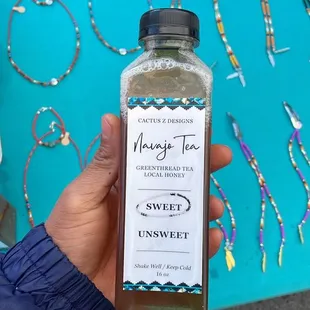 CACTUS Z DESIGNS
Navajo Tea
GREENTHREAD TEA
LOCAL HONEY
SWEET
UNSWEET
Shake Well / Keep Cold
16 oz